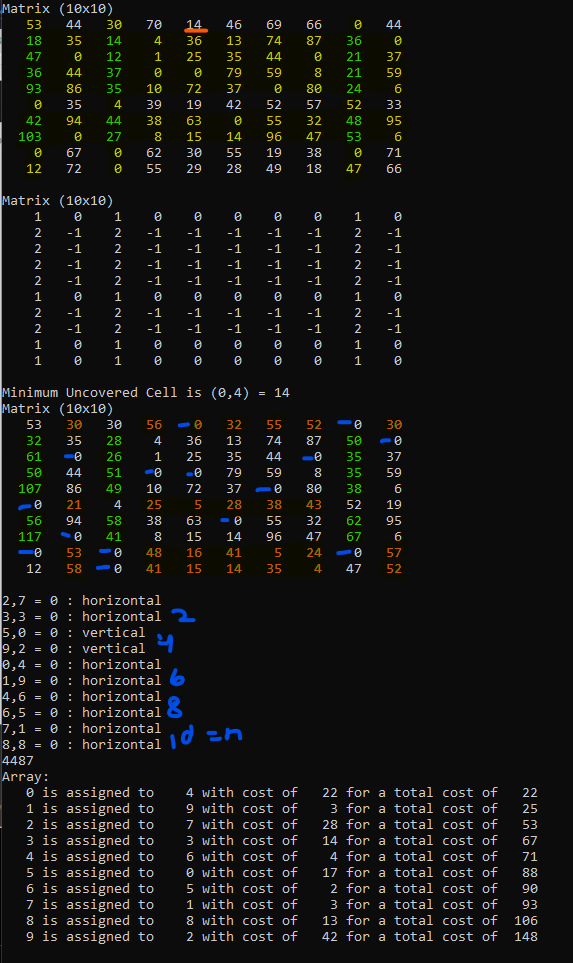 Matrix (10x10)
53 44 30 70 14 46 69 66 0 44
18 35 14 4 36 13 74 87 36 0
47 0 12 1 25 35 44 0 21 37
36 44 37 0 0 79 59 8 21 59
93 86 35 10 72 37 0 80 24 6
0 35 4 39 19 42 52 57 52 33
42 94 44 38 63 0 55 32 48 95
103 0 27 8 15 14 96 47 53 6
0 67 0 62 30 55 19 38 0 71
12 72 0 55 29 28 49 18 47 66
Matrix (10x10)
1 0 1 0 0 0 0 0 1 0
2 -1 2 -1 -1 -1 -1 -1 2 -1
2 -1 2 -1 -1 -1 -1 -1 2 -1
2 -1 2 -1 -1 -1 -1 -1 2 -1
2 -1 2 -1 -1 -1 -1 -1 2 -1
1 0 1 0 0 0 0 0 1 0
2 -1 2 -1 -1 -1 -1 -1 2 -1
2 -1 2 -1 -1 -1 -1 -1 2 -1
1 0 1 0 0 0 0 0 1 0
1 0 1 0 0 0 0 0 1 0
Minimum Uncovered Cell is (0,4) = 14
Matrix (10x10)
53 30 30 56 0 32 55 52 0 30
32 35 28 4 36 13 74 87 50 0
61 0 26 1 25 35 44 0 35 37
50 44 51 0 0 79 59 8 35 59
107 86 49 10 72 37 0 80 38 6
0 21 4 25 5 28 38 43 52 19
56 94 58 38 63 0 55 32 62 95
117 0 41 8 15 14 96 47 67 6
0 53 0 48 16 41 5 24 0 57
12 58 0 41 15 14 35 4 47 52
2,7 = 0 : horizontal
3,3 = 0 : horizontal 2
5,0 = 0 : vertical
9,2 = 0 : vertical 4
0,4 = 0 : horizontal
1,9 = 0 : horizontal 6
4,6 = 0 : horizontal
6,5 = 0 : horizontal 8
7,1 = 0 : horizontal
8,8 = 0 : horizontal 10 = n
4487
Array:
0 is assigned to 4 with cost of 22 for a total cost of 22
1 is assigned to 9 with cost of 3 for a total cost of 25
2 is assigned to 7 with cost of 28 for a total cost of 53
3 is assigned to 3 with cost of 14 for a total cost of 67
4 is assigned to 6 with cost of 4 for a total cost of 71
5 is assigned to 0 with cost of 17 for a total cost of 88
6 is assigned to 5 with cost of 2 for a total cost of 90
7 is assigned to 1 with cost of 3 for a total cost of 93
8 is assigned to 8 with cost of 13 for a total cost of 106
9 is assigned to 2 with cost of 42 for a total cost of 148